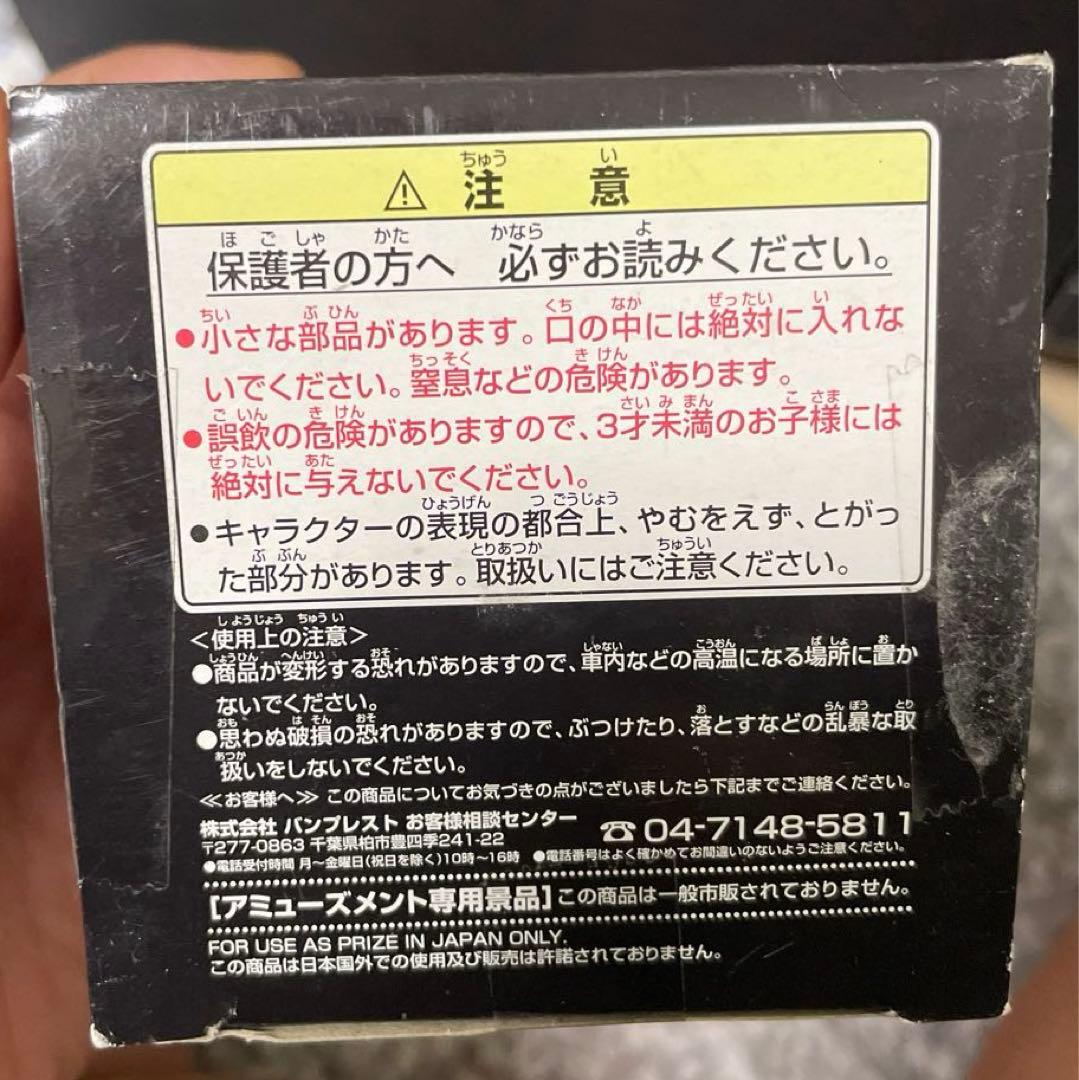 ⚠ 注意
保護者の方へ 必ずお読みください。
●小さな部品があります。口の中には絶対に入れな
いでください。窒息などの危険があります。
●誤飲の危険がありますので、3才未満のお子様には
絶対に与えないでください。
●キャラクターの表現の都合上、やむをえず、とがっ
た部分があります。取扱いにはご注意ください。
<使用上の注意>
●商品が変形する恐れがありますので、車内などの高温になる場所に置か
ないでください。
●思わぬ破損の恐れがありますので、ぶつけたり、落とすなどの乱暴な取
扱いをしないでください。
≪お客様へ≫ この商品についてお気づきの点がございましたら下記までご連絡ください。
株式会社 バンプレスト お客様相談センター ☎04-7148-5811
〒277-0863 千葉県柏市豊四季241-22
●電話受付時間 月～金曜日(祝日を除く)10時～16時 ●電話番号はよく確かめてお間違いのないようご注意ください。
[アミューズメント専用景品]この商品は一般市販されておりません。
FOR USE AS PRIZE IN JAPAN ONLY.
この商品は日本国外での使用及び販売は許諾されておりません。